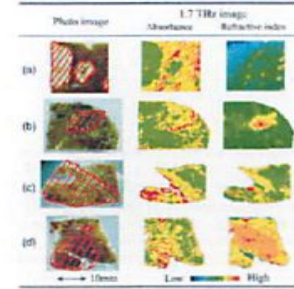 Photo image
1.7 THz image
Absorbance
Refractive index
(a)
(b)
(c)
(d)
10mm
Low
High